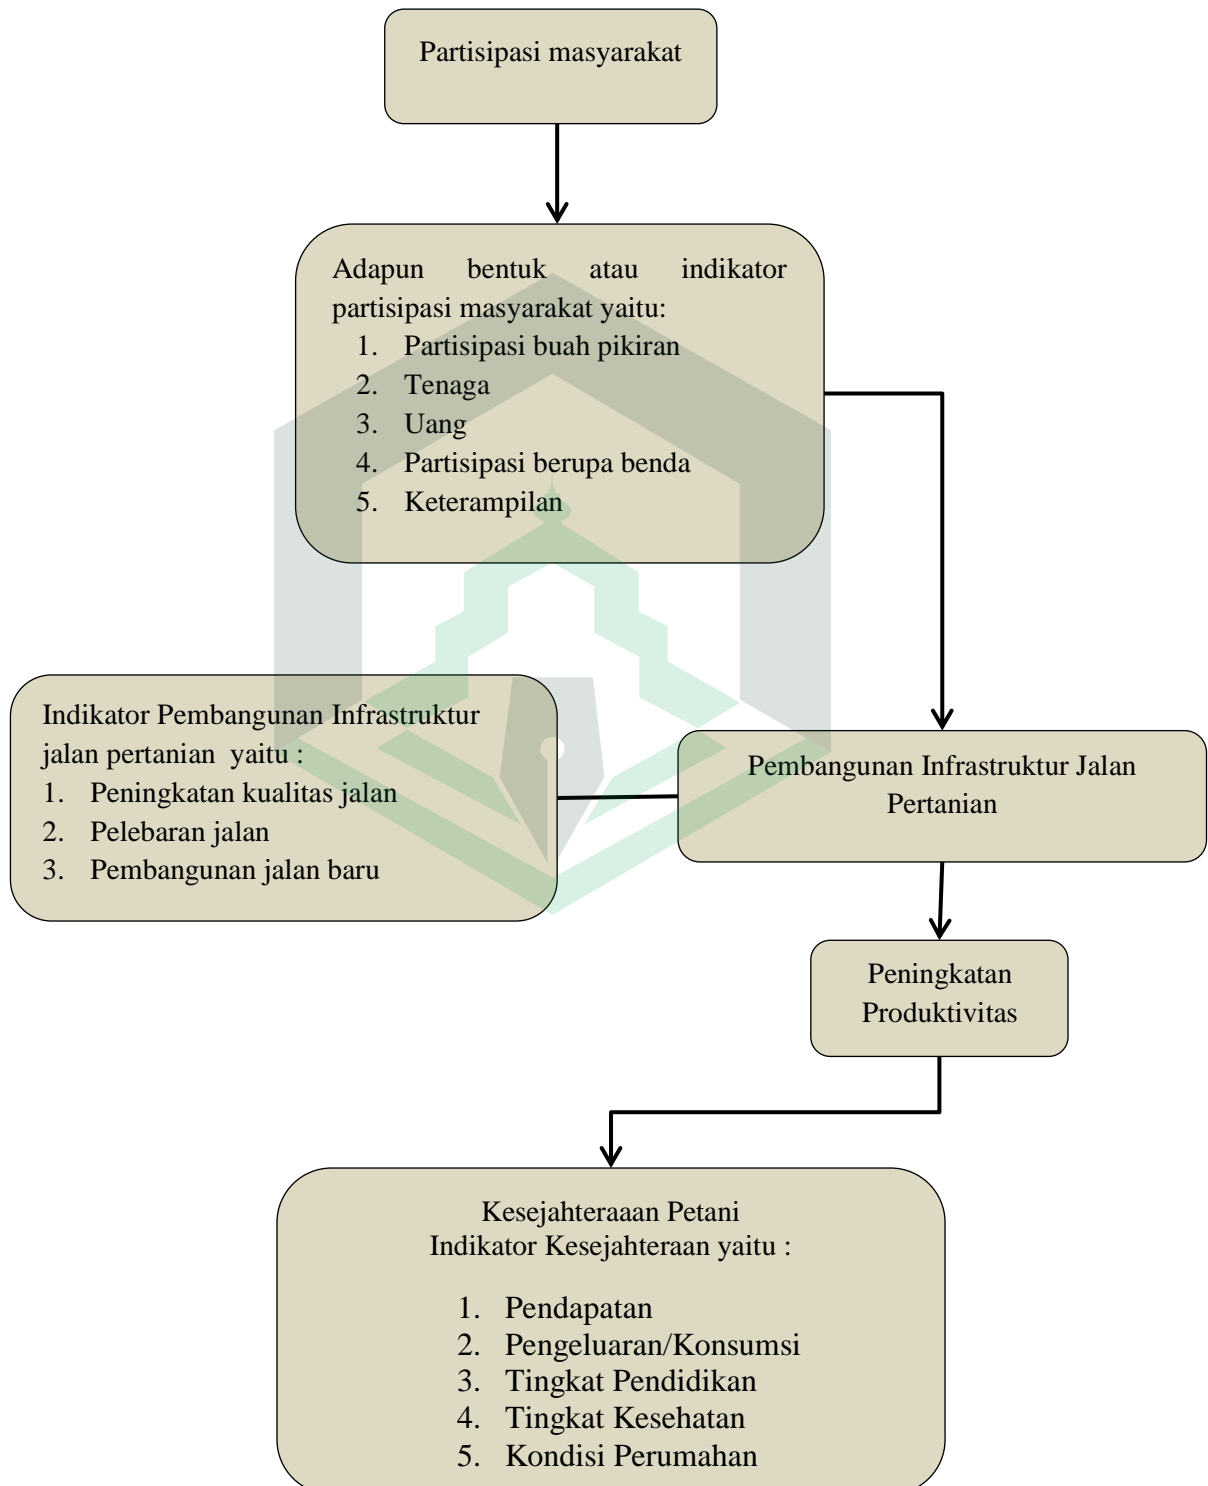 Partisipasi masyarakat
Adapun bentuk atau indikator
partisipasi masyarakat yaitu:
1. Partisipasi buah pikiran
2. Tenaga
3. Uang
4. Partisipasi berupa benda
5. Keterampilan
Indikator Pembangunan Infrastruktur
jalan pertanian yaitu :
1. Peningkatan kualitas jalan
2. Pelebaran jalan
3. Pembangunan jalan baru
Pembangunan Infrastruktur Jalan
Pertanian
Peningkatan
Produktivitas
Kesejahteraaan Petani
Indikator Kesejahteraan yaitu :
1. Pendapatan
2. Pengeluaran/Konsumsi
3. Tingkat Pendidikan
4. Tingkat Kesehatan
5. Kondisi Perumahan